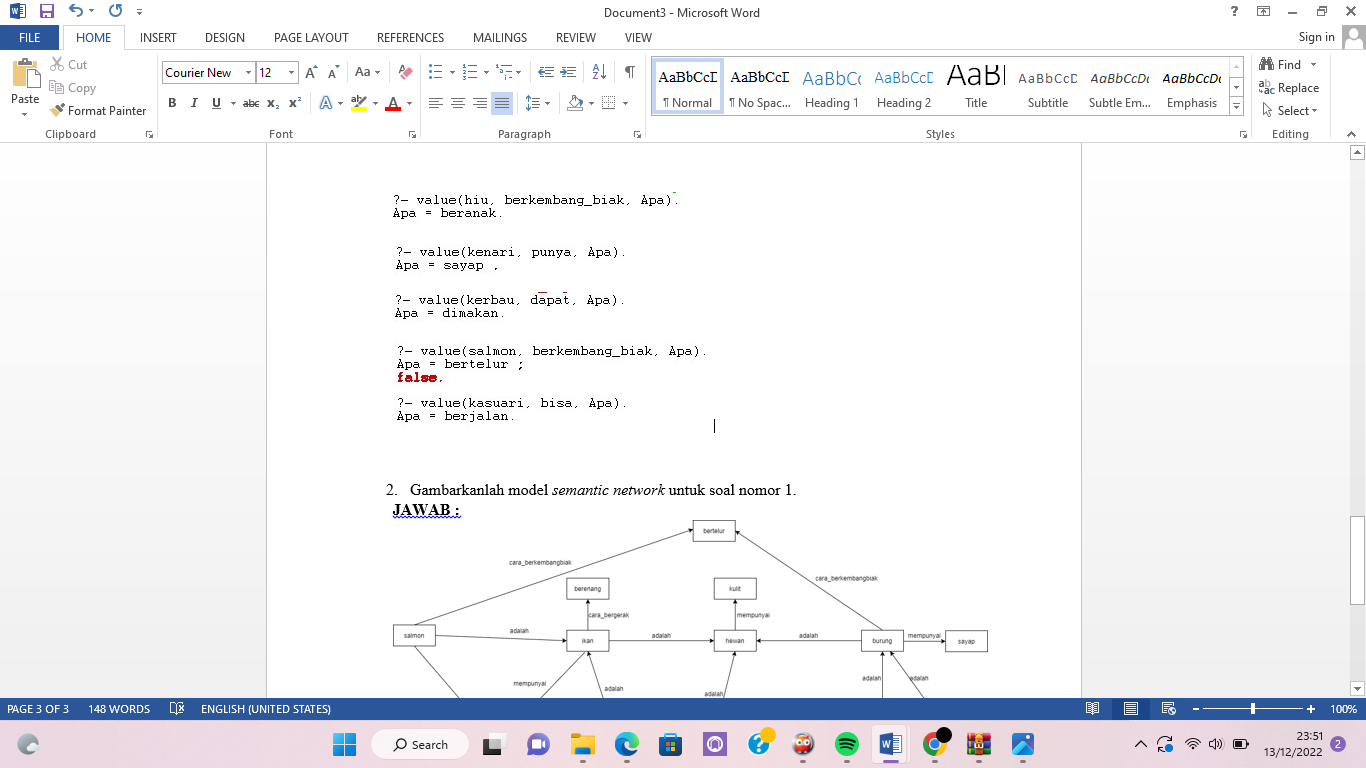 Document3 - Microsoft Word
FILE HOME INSERT DESIGN PAGE LAYOUT REFERENCES MAILINGS REVIEW VIEW Sign in
Paste
Cut
Copy
Format Painter
Clipboard
Courier New 12
Font
Paragraph
AaBbCcD AaBbCcD AaBbCc AaBbCcD AaBI AaBbCcD AaBbCcDc AaBbCcDc
¶ Normal ¶ No Spac... Heading 1 Heading 2 Title Subtitle Subtle Em... Emphasis
Styles
Find
Replace
Select
Editing
?- value(hiu, berkembang_biak, Apa).
Apa = beranak.
?- value(kenari, punya, Apa).
Apa = sayap ,
?- value(kerbau, dapat, Apa).
Apa = dimakan.
?- value(salmon, berkembang_biak, Apa).
Apa = bertelur ;
false.
?- value(kasuari, bisa, Apa).
Apa = berjalan.
2. Gambarkanlah model semantic network untuk soal nomor 1.
JAWAB :
bertelur
cara_berkembangbiak
cara_berkembangbiak
berenang
kulit
cara_bergerak
mempunyai
salmon
adalah
ikan
adalah
hewan
adalah
burung
mempunyai
sayap
mempunyai
adalah
adalah
adalah
adalah
PAGE 3 OF 3 148 WORDS ENGLISH (UNITED STATES) 100%
Search
23:51
13/12/2022
2